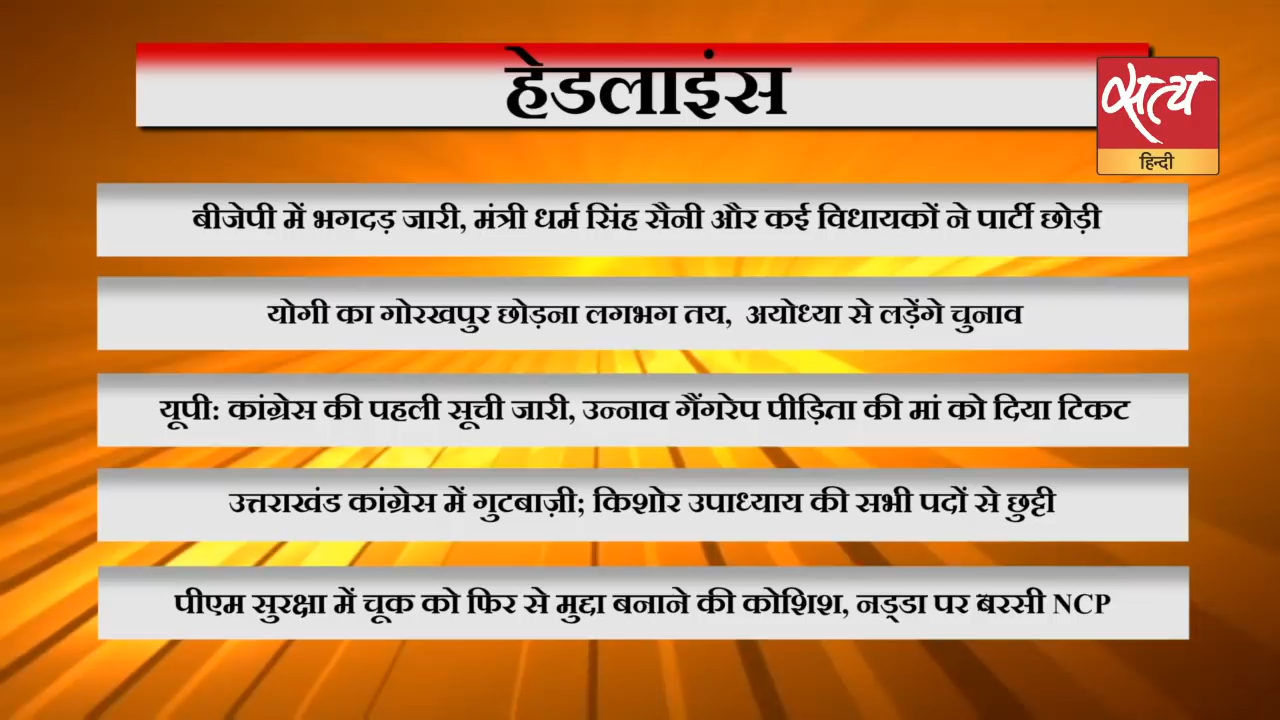 हेडलाइंस
सत्य
हिन्दी
बीजेपी में भगदड़ जारी, मंत्री धर्म सिंह सैनी और कई विधायकों ने पार्टी छोड़ी
योगी का गोरखपुर छोड़ना लगभग तय, अयोध्या से लड़ेंगे चुनाव
यूपी: कांग्रेस की पहली सूची जारी, उन्नाव गैंगरेप पीड़िता की मां को दिया टिकट
उत्तराखंड कांग्रेस में गुटबाज़ी; किशोर उपाध्याय की सभी पदों से छुट्टी
पीएम सुरक्षा में चूक को फिर से मुद्दा बनाने की कोशिश, नड्डा पर बरसी NCP